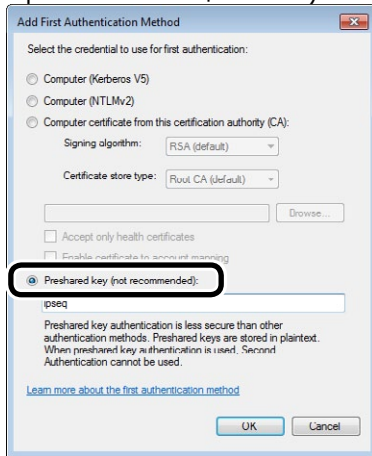 Add First Authentication Method
Select the credential to use for first authentication:
Computer (Kerberos V5)
Computer (NTLMv2)
Computer certificate from this certification authority (CA):
Signing algorithm: RSA (default)
Certificate store type: Root CA (default)
Browse...
Accept only health certificates
Enable certificate to account mapping
Preshared key (not recommended):
ipseq
Preshared key authentication is less secure than other
authentication methods. Preshared keys are stored in plaintext.
When preshared key authentication is used, Second
Authentication cannot be used.
Learn more about the first authentication method
OK Cancel